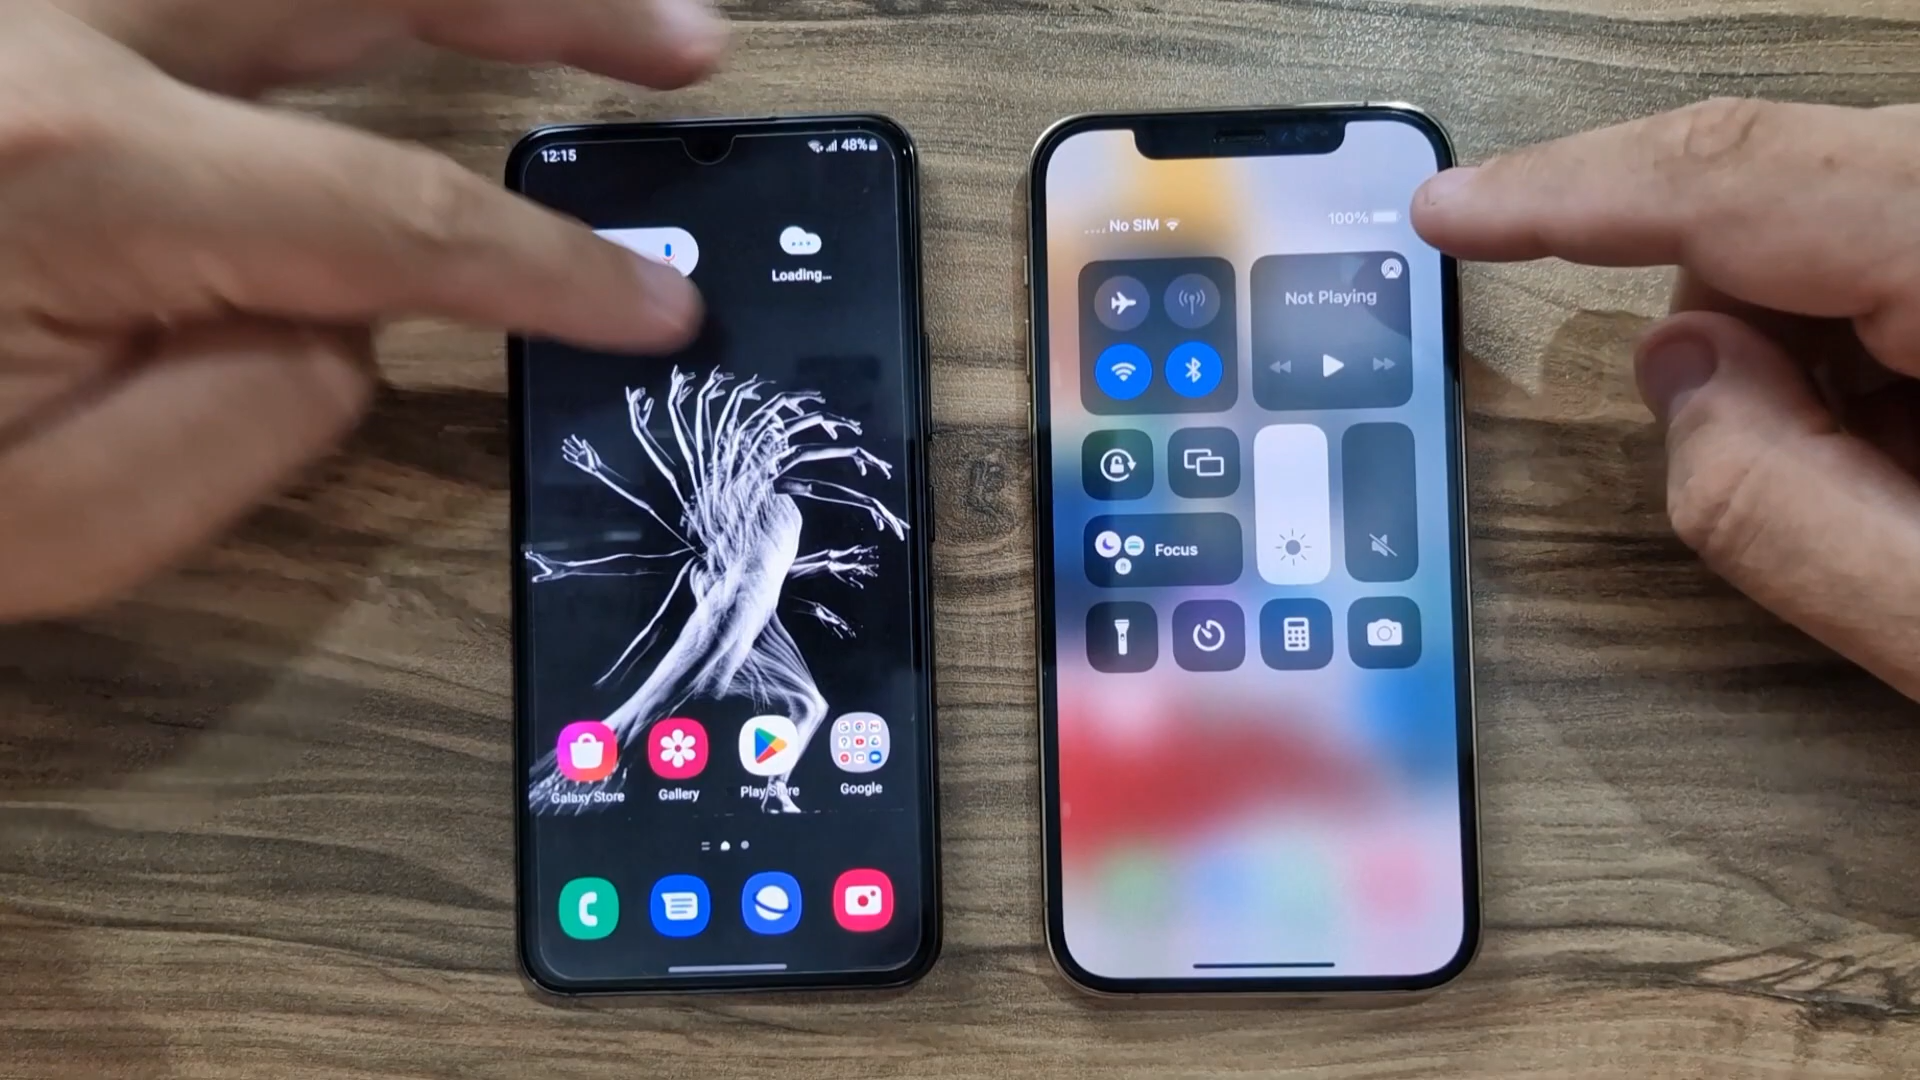 12:15
48%
Loading...
Galaxy Store
Gallery
Play Store
Google
No SIM
100%
Not Playing
Focus